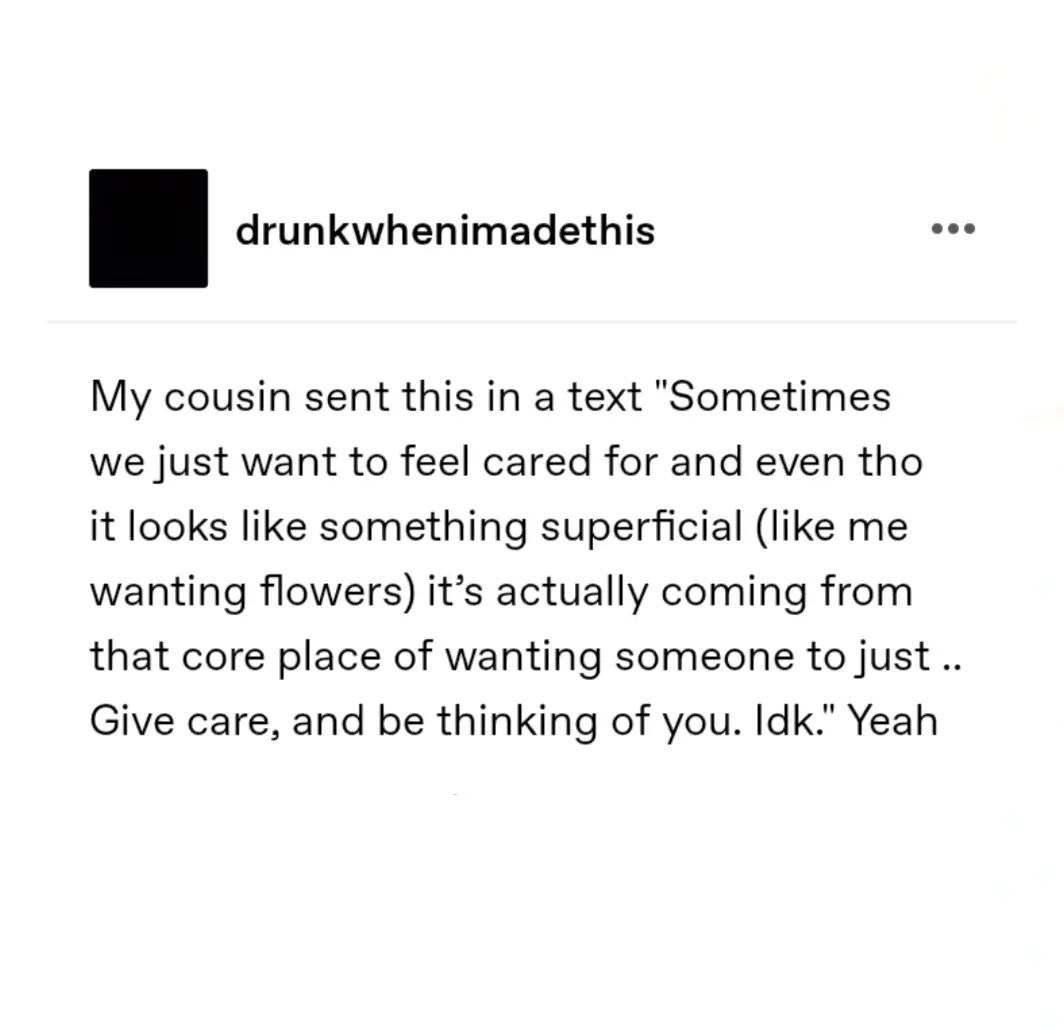 drunkwhenimadethis
My cousin sent this in a text "Sometimes
we just want to feel cared for and even tho
it looks like something superficial (like me
wanting flowers) it’s actually coming from
that core place of wanting someone to just ..
Give care, and be thinking of you. Idk." Yeah